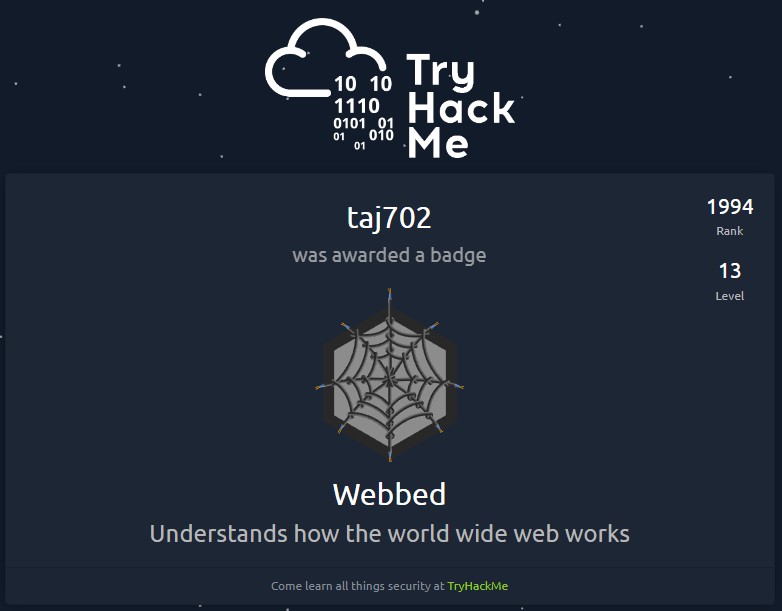 10 10
1110
0101 01
01 010
01
Try
Hack
Me
taj702
was awarded a badge
1994
Rank
13
Level
Webbed
Understands how the world wide web works
Come learn all things security at TryHackMe